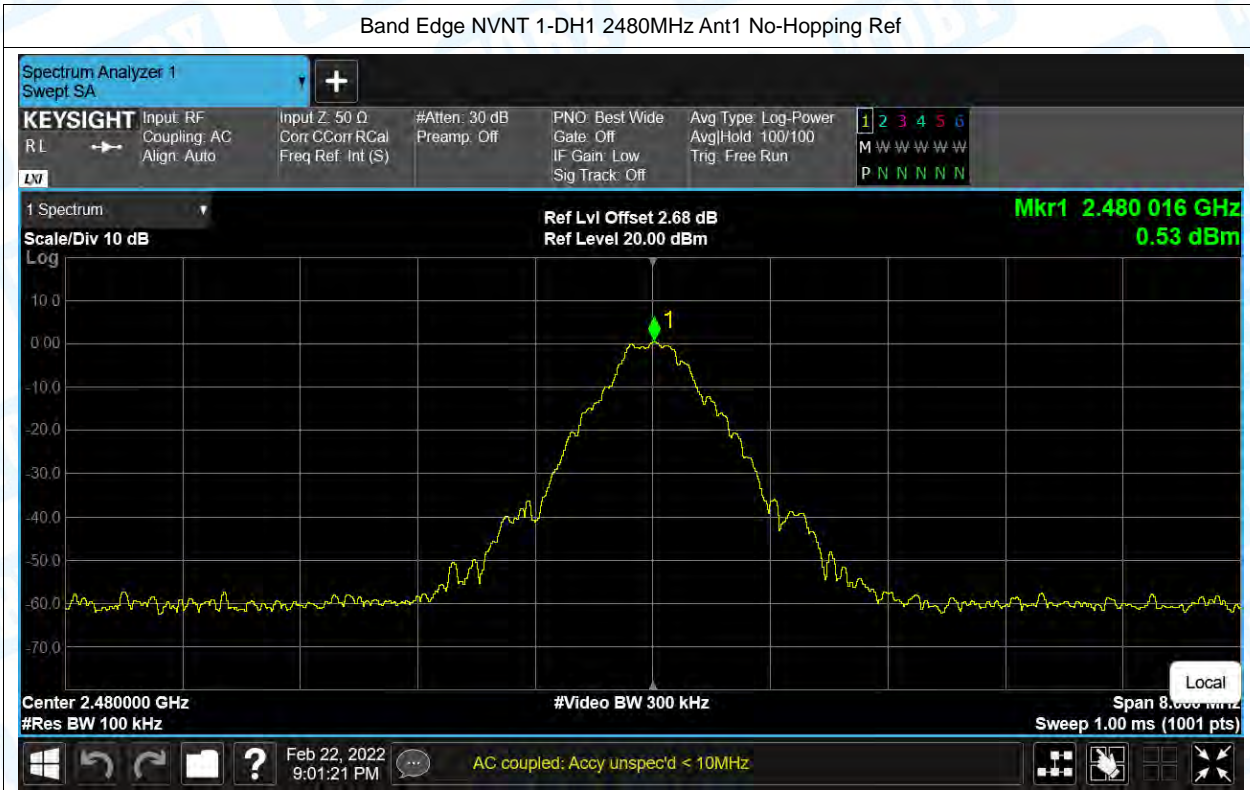 Band Edge NVNT 1-DH1 2480MHz Ant1 No-Hopping Ref
Spectrum Analyzer 1
Swept SA
KEYSIGHT
RL
LXI
Input: RF
Coupling: AC
Align: Auto
Input Z: 50 Ω
Corr CCorr RCal
Freq Ref: Int (S)
#Atten: 30 dB
Preamp: Off
PNO: Best Wide
Gate: Off
IF Gain: Low
Sig Track: Off
Avg Type: Log-Power
Avg|Hold: 100/100
Trig: Free Run
1 2 3 4 5 6
M W W W W W
P N N N N N
1 Spectrum
Scale/Div 10 dB
Log
Ref Lvl Offset 2.68 dB
Ref Level 20.00 dBm
Mkr1 2.480 016 GHz
0.53 dBm
1
10.0
0.00
-10.0
-20.0
-30.0
-40.0
-50.0
-60.0
-70.0
Center 2.480000 GHz
#Res BW 100 kHz
#Video BW 300 kHz
Local
Span 8.000 MHz
Sweep 1.00 ms (1001 pts)
?
Feb 22, 2022
9:01:21 PM
AC coupled: Accy unspec'd < 10MHz